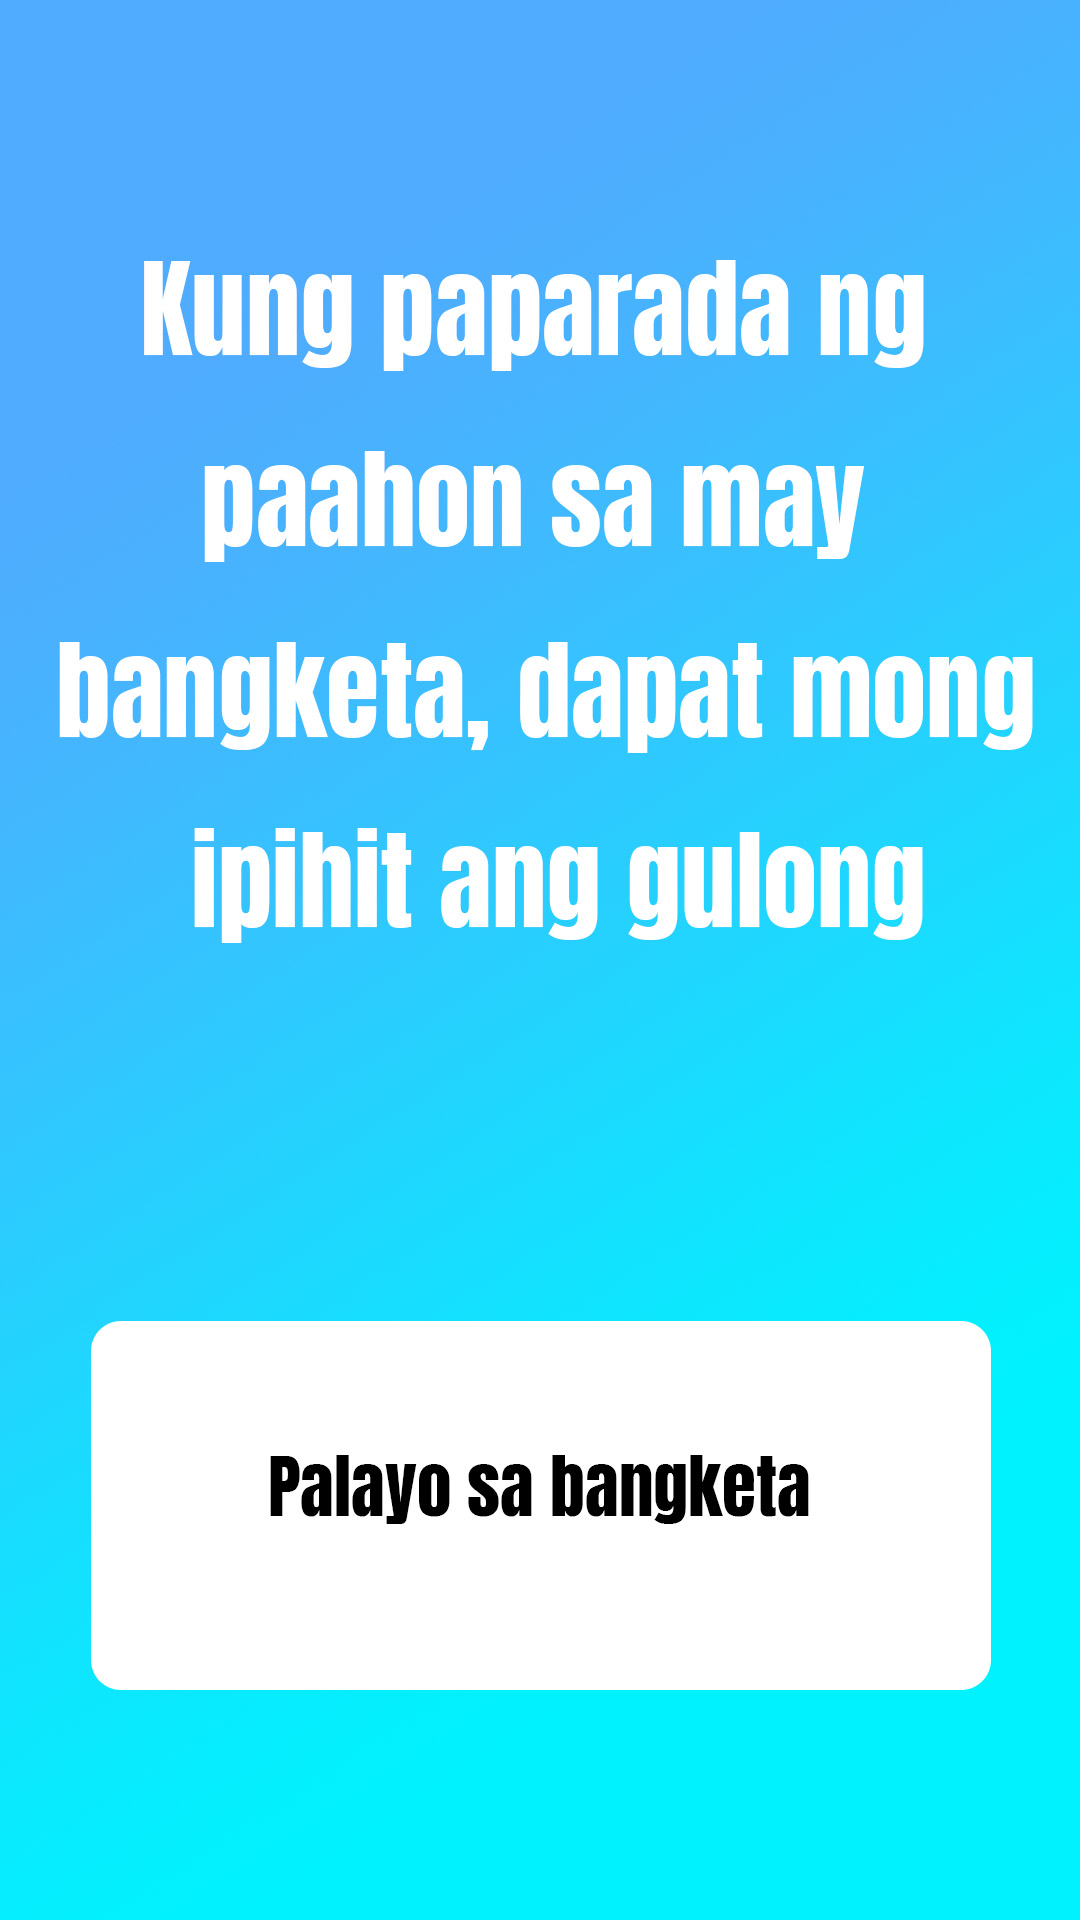 Kung paparada ng
paahon sa may
bangketa, dapat mong
ipihit ang gulong
Palayo sa bangketa